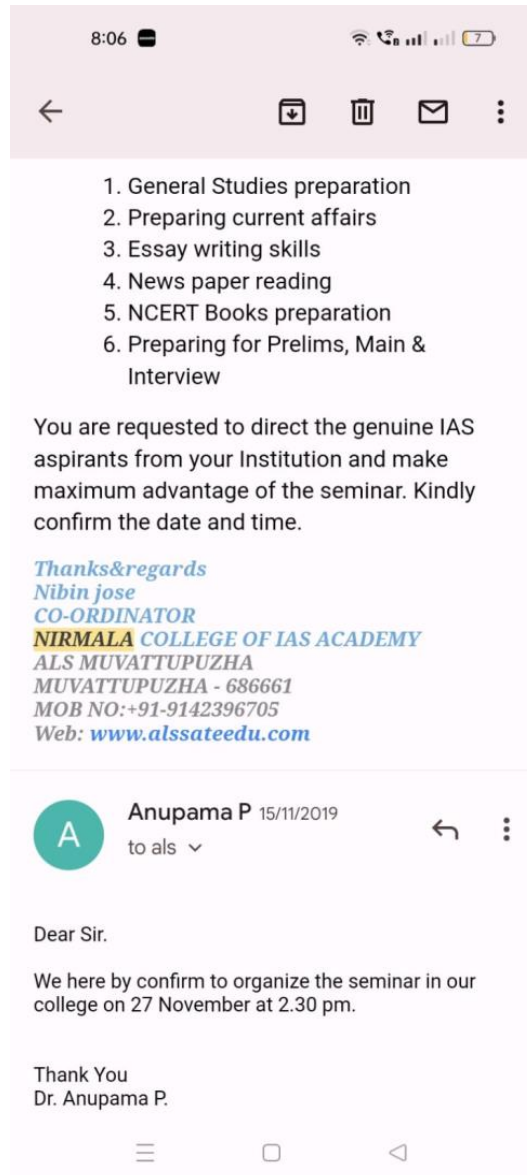 8:06
7
1. General Studies preparation
2. Preparing current affairs
3. Essay writing skills
4. News paper reading
5. NCERT Books preparation
6. Preparing for Prelims, Main &
Interview
You are requested to direct the genuine IAS
aspirants from your Institution and make
maximum advantage of the seminar. Kindly
confirm the date and time.
Thanks&regards
Nibin jose
CO-ORDINATOR
NIRMALA COLLEGE OF IAS ACADEMY
ALS MUVATTUPUZHA
MUVATTUPUZHA - 686661
MOB NO:+91-9142396705
Web: www.alssateedu.com
A
Anupama P 15/11/2019
to als
Dear Sir.
We here by confirm to organize the seminar in our
college on 27 November at 2.30 pm.
Thank You
Dr. Anupama P.